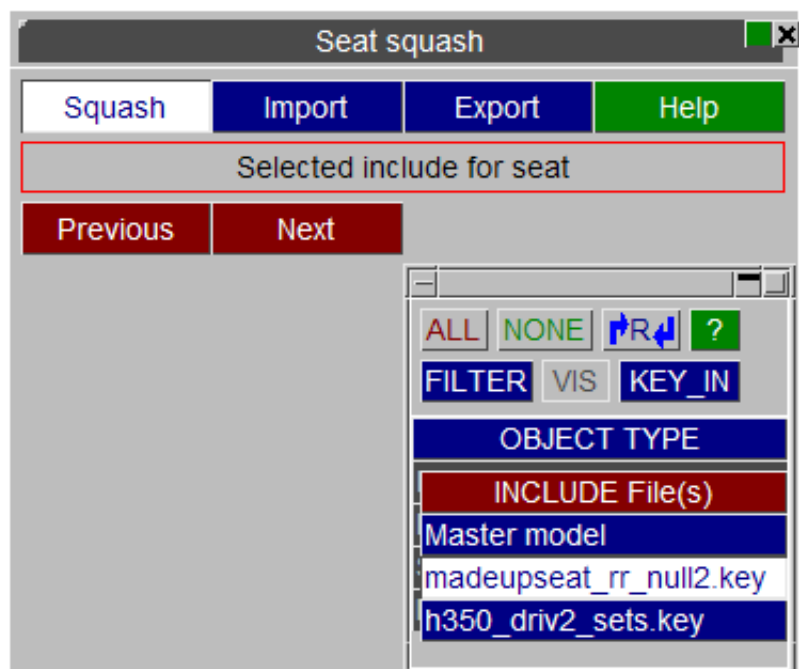 Seat squash
Squash Import Export Help
Selected include for seat
Previous Next
ALL NONE R ?
FILTER VIS KEY_IN
OBJECT TYPE
INCLUDE File(s)
Master model
madeupseat_rr_null2.key
h350_driv2_sets.key